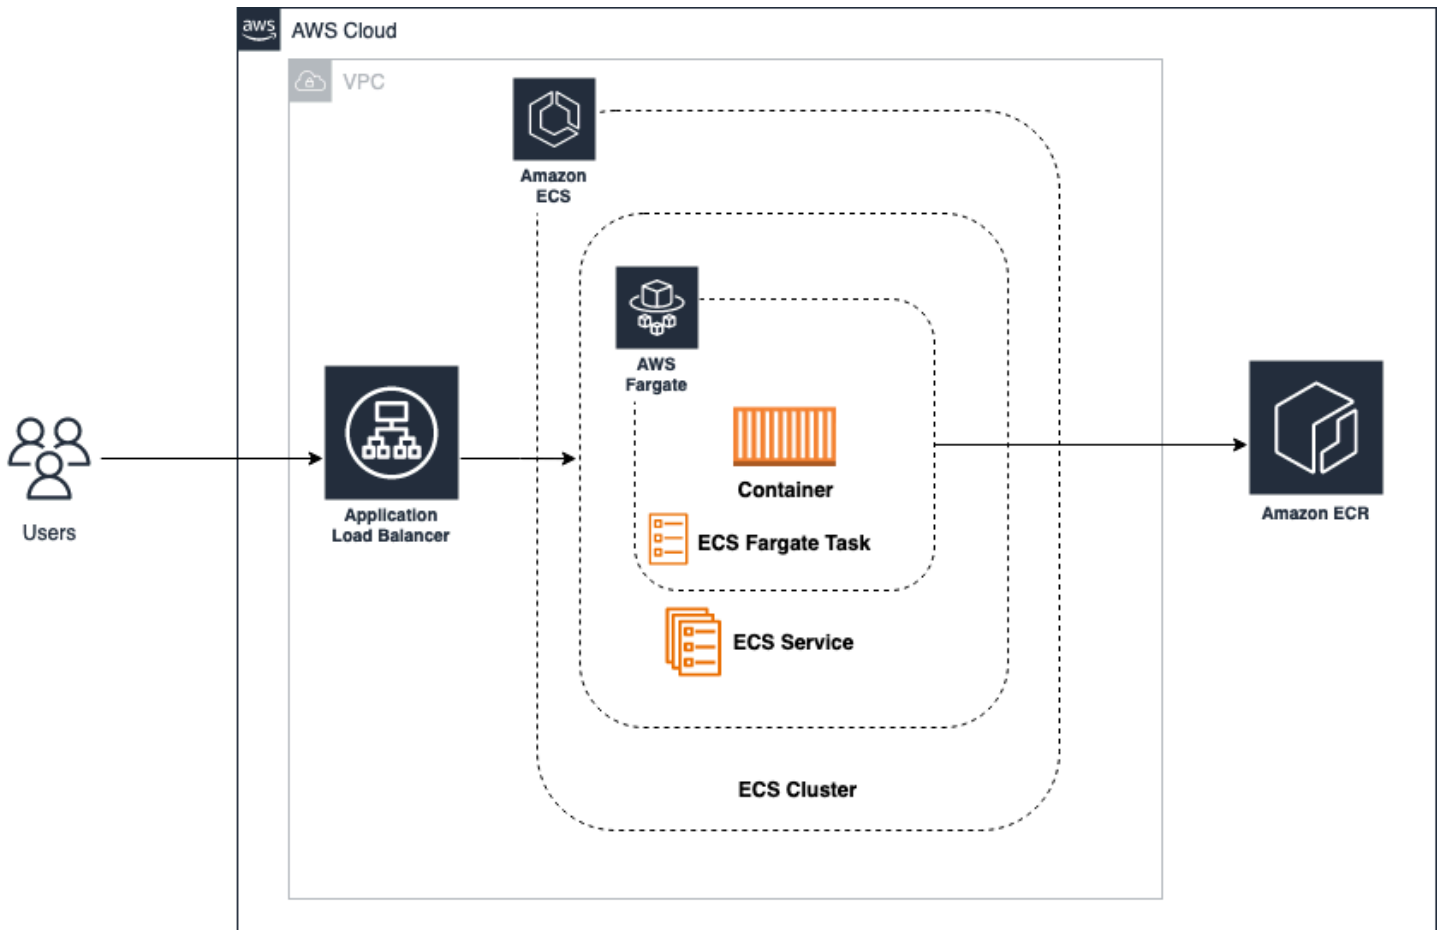 aws
AWS Cloud
VPC
Amazon
ECS
AWS
Fargate
Container
ECS Fargate Task
ECS Service
ECS Cluster
Application
Load Balancer
Users
Amazon ECR